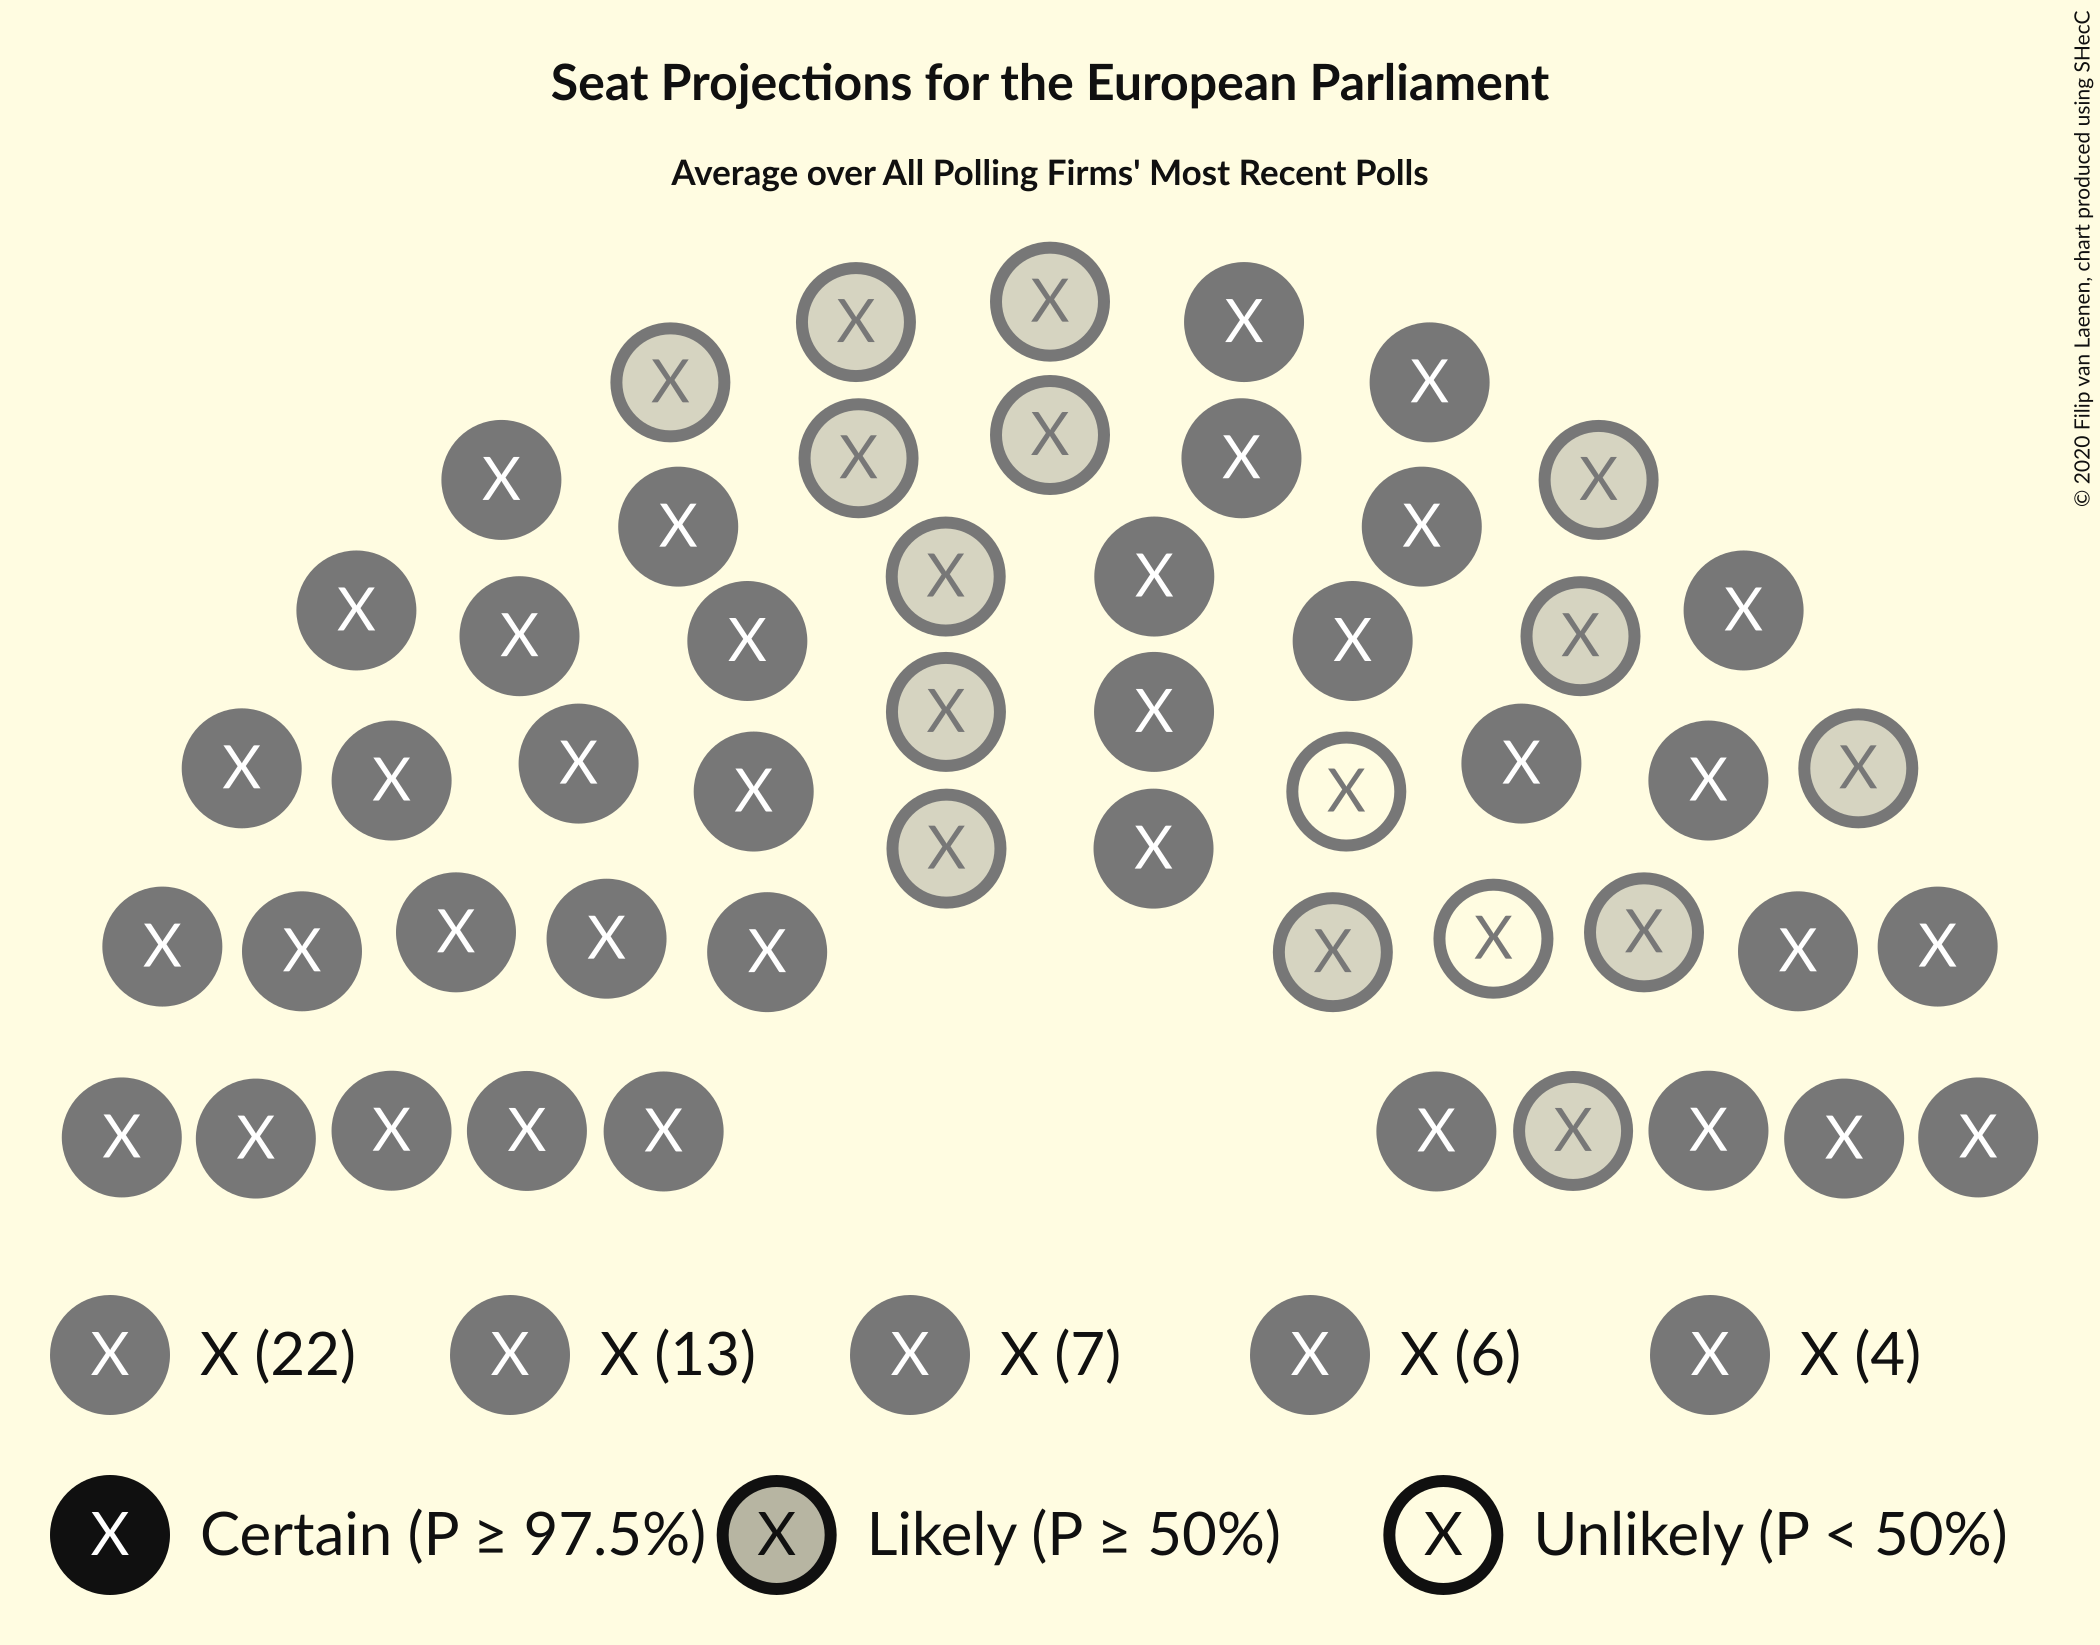 Seat Projections for the European Parliament
Average over All Polling Firms' Most Recent Polls
© 2020 Filip van Laenen, chart produced using SHecC
X X X X X
X X
X X X X
X X
X X
X X X X
X X
X X X X
X X
X X X X
X X
X X X X
X X X X
X X X X
X X X X
X X X X X X
X X X X X X X X X X
X X (22) X X (13) X X (7) X X (6) X X (4)
X Certain (P ≥ 97.5%) X Likely (P ≥ 50%) X Unlikely (P < 50%)